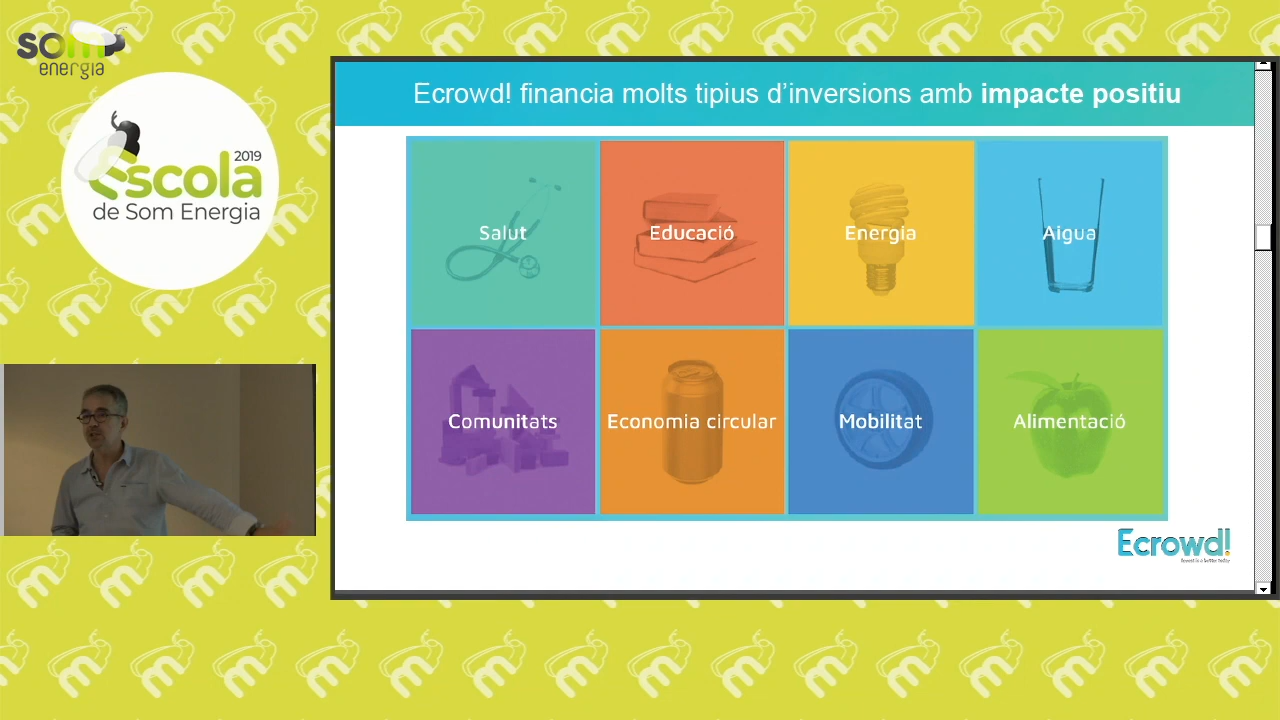 som
energia
2019
Escola
de Som Energia
Ecrowd! financia molts tipius d’inversions amb impacte positiu
Salut
Educació
Energia
Aigua
Comunitats
Economia circular
Mobilitat
Alimentació
Ecrowd!